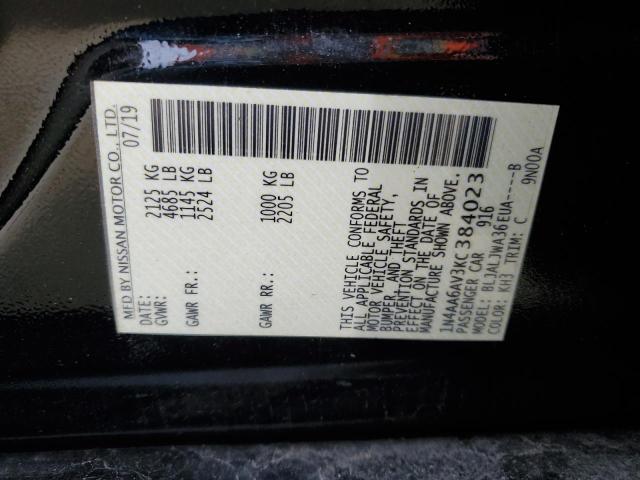 MFD BY NISSAN MOTOR CO., LTD.
07/19
GVWR: 2125 KG
4685 LB
GAWR FR.: 1145 KG
2524 LB
GAWR RR.: 1000 KG
2205 LB
THIS VEHICLE CONFORMS TO
ALL APPLICABLE FEDERAL
MOTOR VEHICLE SAFETY,
BUMPER, AND THEFT
PREVENTION STANDARDS IN
EFFECT ON THE DATE OF
MANUFACTURE SHOWN ABOVE.
1N4AA6AV3KC384023
PASSENGER CAR 916
MODEL: BLJALJWA36EUA----B
COLOR: KH3 TRIM: C 9N00A